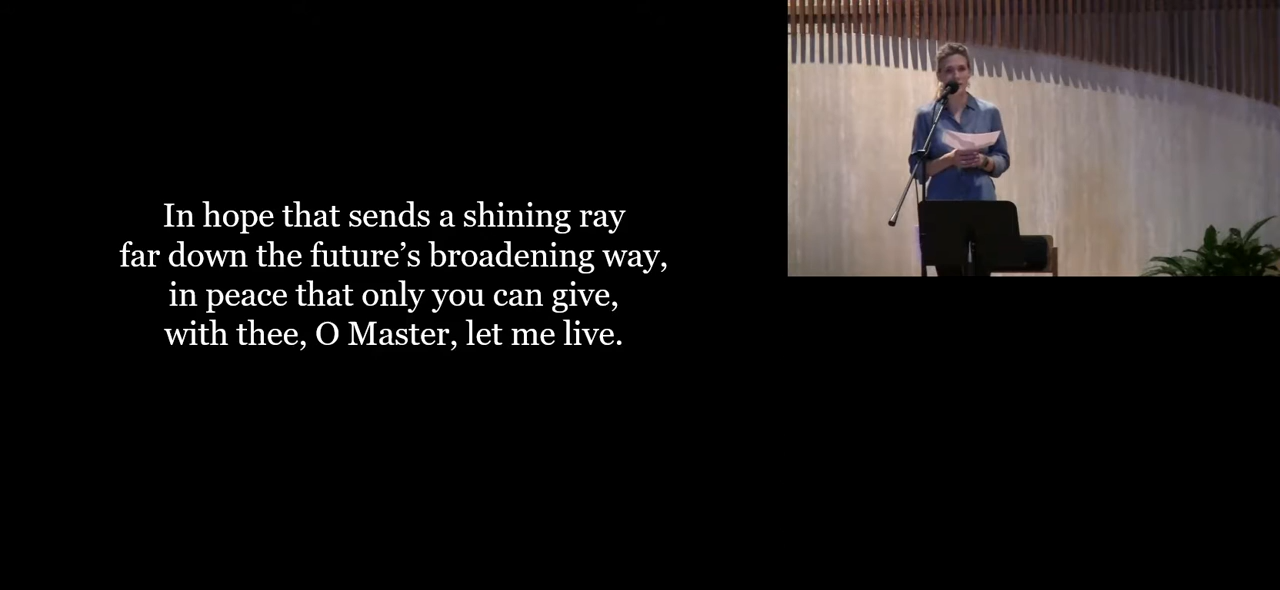 In hope that sends a shining ray
far down the future’s broadening way,
in peace that only you can give,
with thee, O Master, let me live.